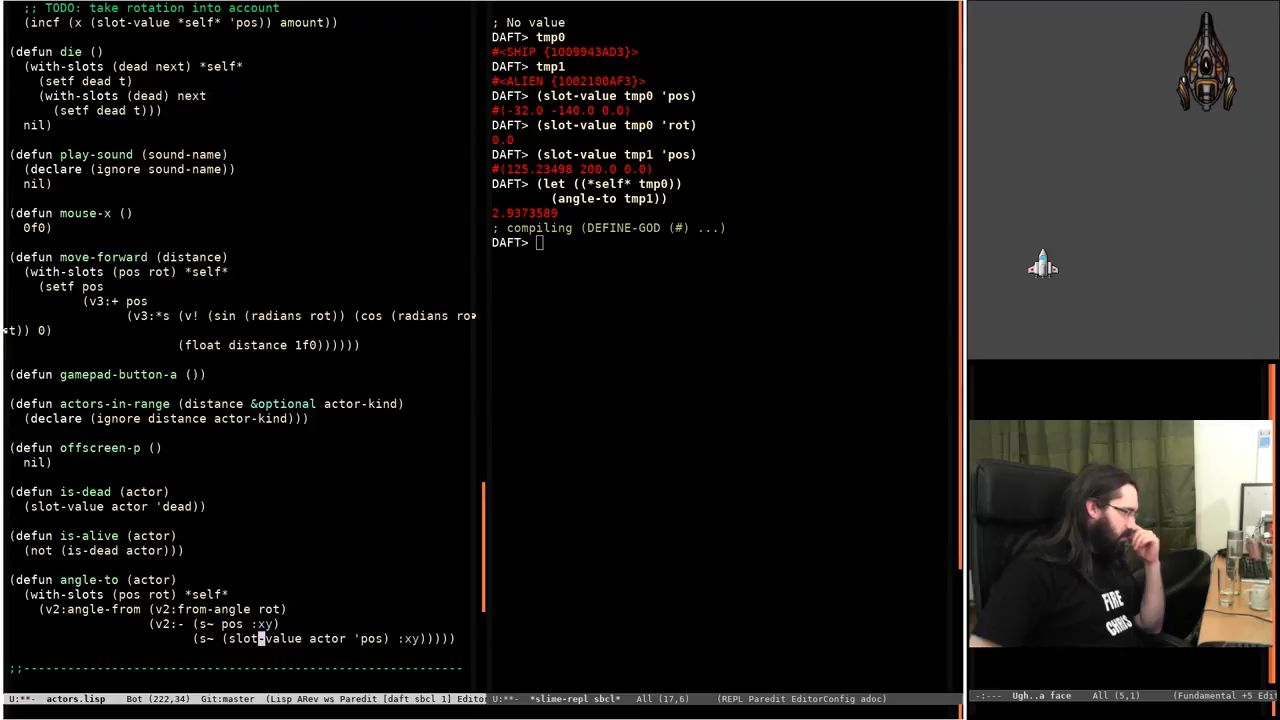 ;; TODO: take rotation into account
(incf (x (slot-value *self* 'pos)) amount))
(defun die ()
(with-slots (dead next) *self*
(setf dead t)
(with-slots (dead) next
(setf dead t)))
nil)
(defun play-sound (sound-name)
(declare (ignore sound-name))
nil)
(defun mouse-x ()
0f0)
(defun move-forward (distance)
(with-slots (pos rot) *self*
(setf pos
(v3:+ pos
(v3:*s (v! (sin (radians rot)) (cos (radians ro
t)) 0)
(float distance 1f0))))))
(defun gamepad-button-a ())
(defun actors-in-range (distance &optional actor-kind)
(declare (ignore distance actor-kind)))
(defun offscreen-p ()
nil)
(defun is-dead (actor)
(slot-value actor 'dead))
(defun is-alive (actor)
(not (is-dead actor)))
(defun angle-to (actor)
(with-slots (pos rot) *self*
(v2:angle-from (v2:from-angle rot)
(v2:- (s~ pos :xy)
(s~ (slot-value actor 'pos) :xy)))))
;;------------------------------------------------------------
U:**- actors.lisp Bot (222,34) Git:master (Lisp ARev ws Paredit [daft sbcl 1] Editor
; No value
DAFT> tmp0
#<SHIP {1009943AD3}>
DAFT> tmp1
#<ALIEN {1002100AF3}>
DAFT> (slot-value tmp0 'pos)
#(-32.0 -140.0 0.0)
DAFT> (slot-value tmp0 'rot)
0.0
DAFT> (slot-value tmp1 'pos)
#(125.23498 200.0 0.0)
DAFT> (let ((*self* tmp0))
(angle-to tmp1))
2.9373589
; compiling (DEFINE-GOD (#) ...)
DAFT>
U:**- *slime-repl sbcl* All (17,6) (REPL Paredit EditorConfig adoc)
FIRE
CHRIS
-:--- Ugh..a face All (5,1) (Fundamental +5 Edit